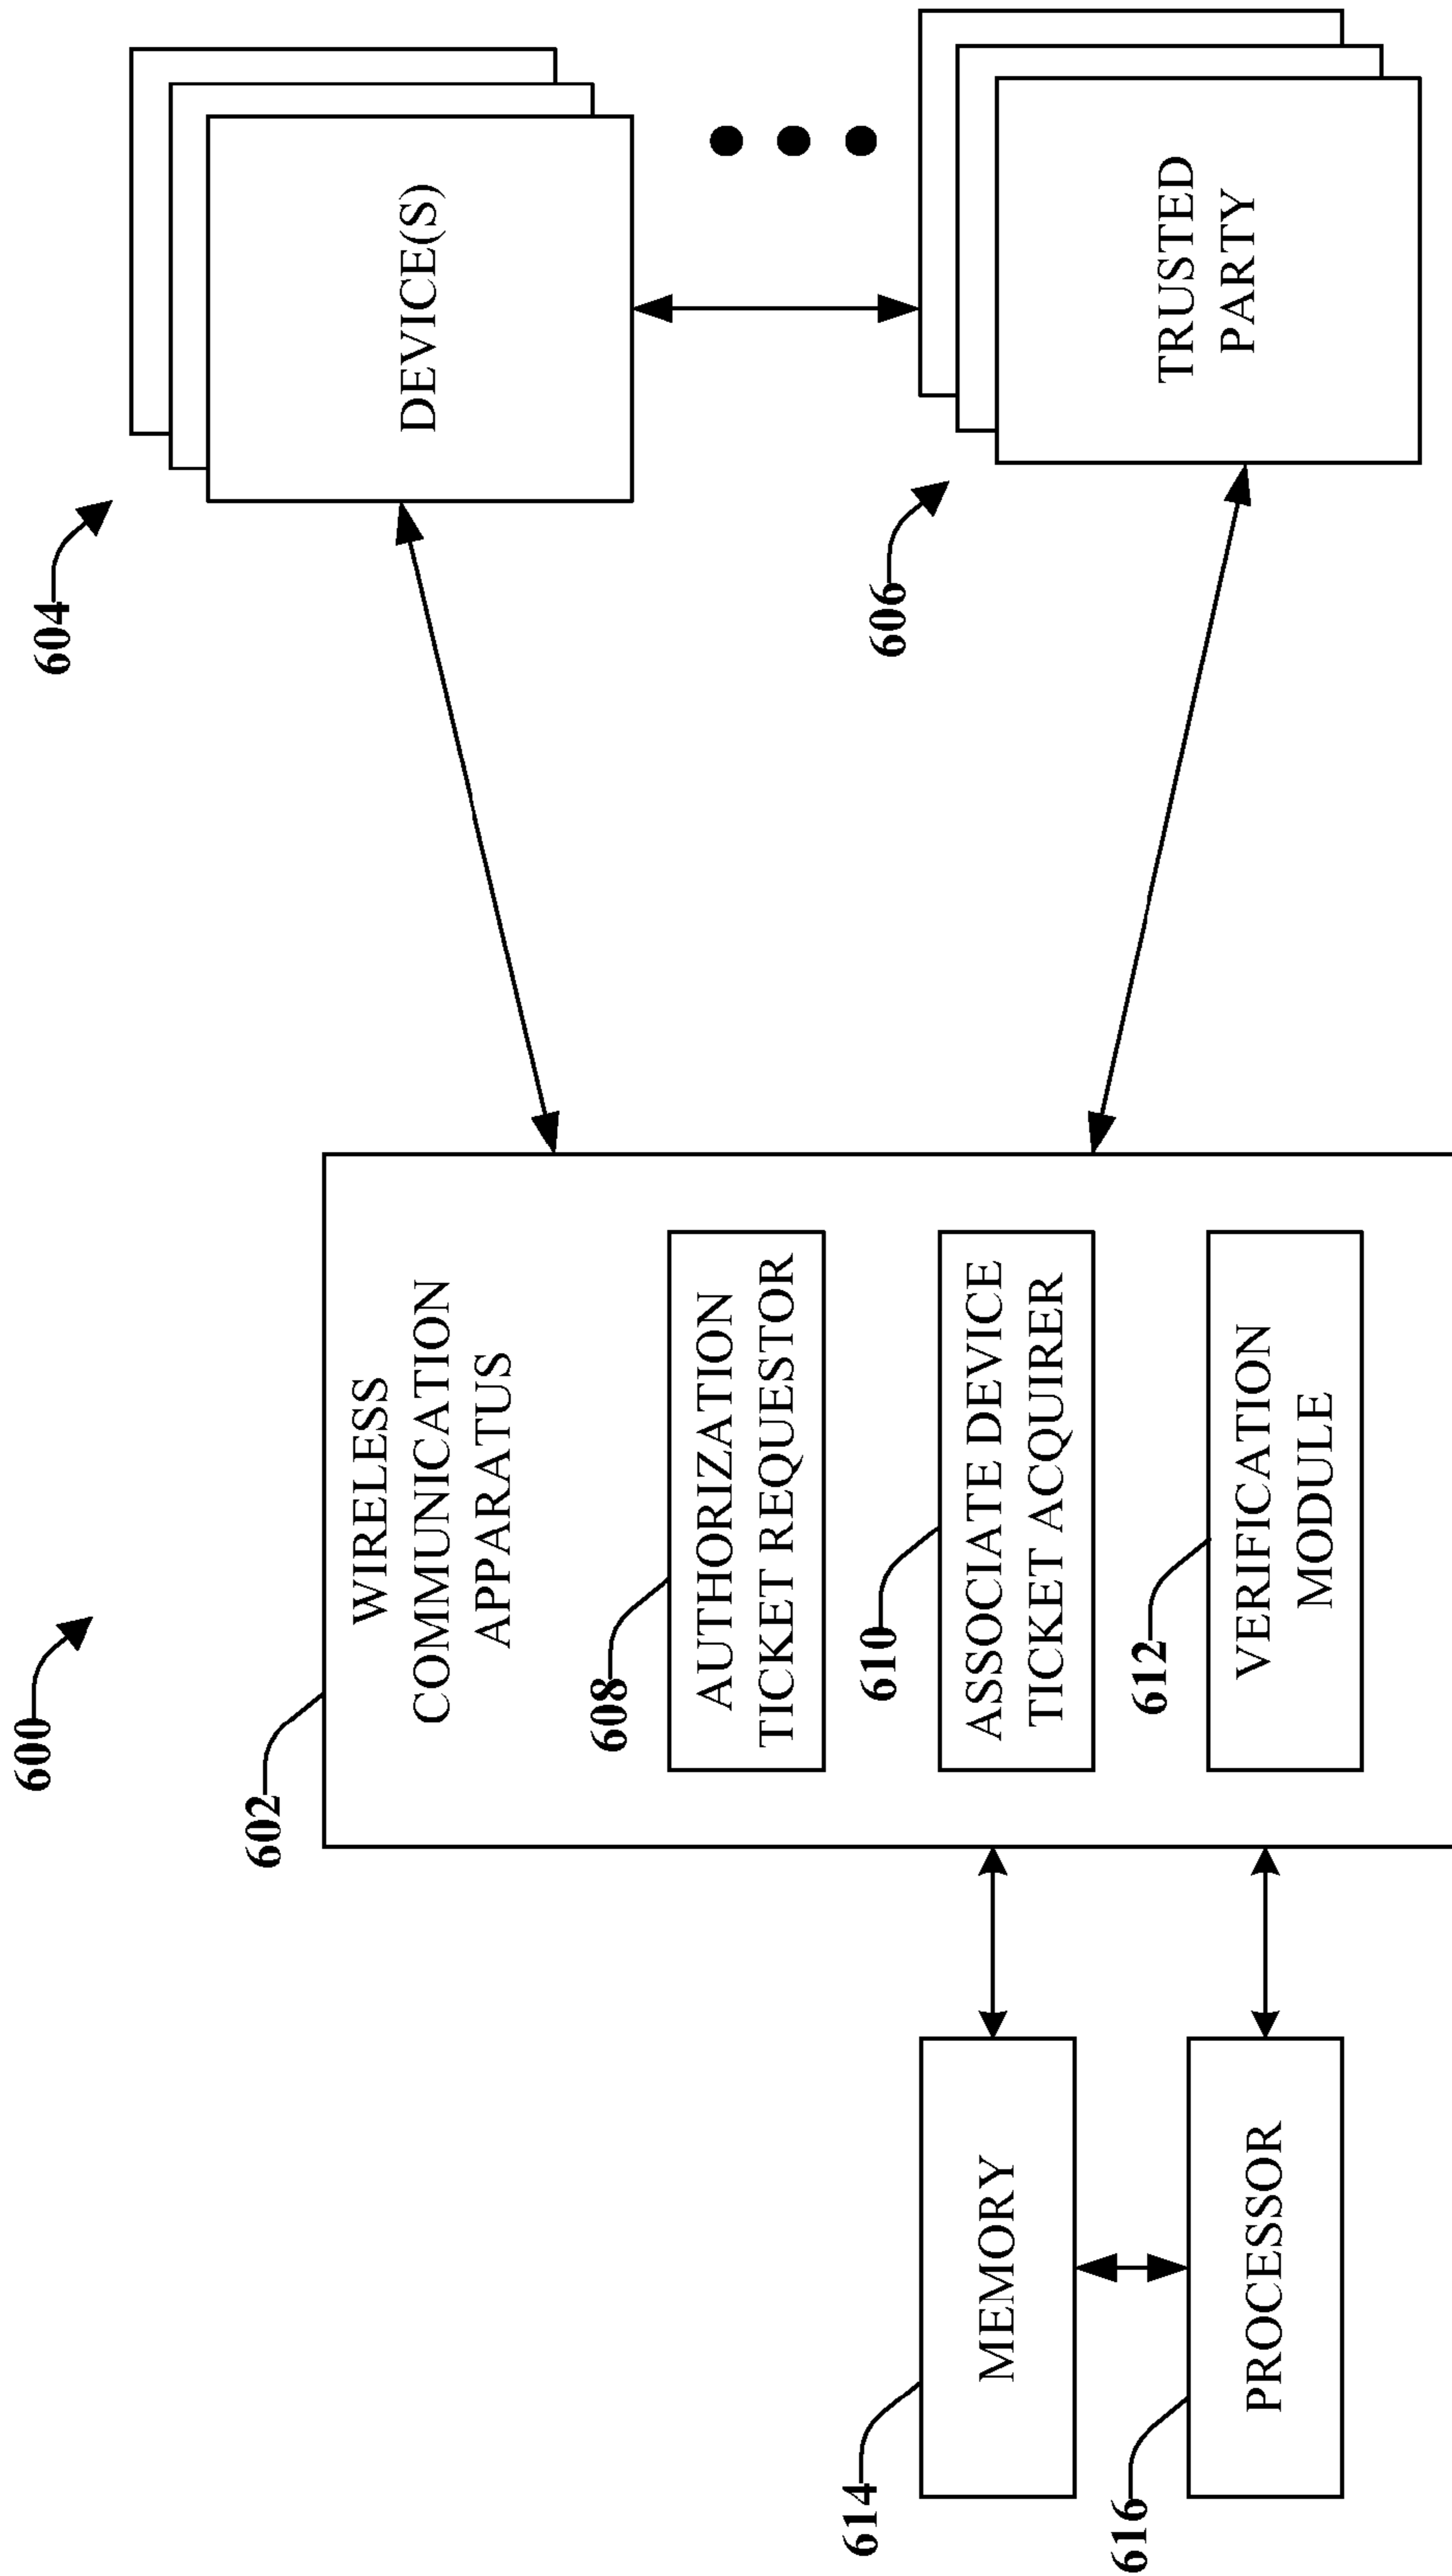 600
602
WIRELESS
COMMUNICATION
APPARATUS
608
AUTHORIZATION
TICKET REQUESTOR
610
ASSOCIATE DEVICE
TICKET ACQUIRER
612
VERIFICATION
MODULE
614
MEMORY
616
PROCESSOR
604
DEVICE(S)
606
TRUSTED
PARTY